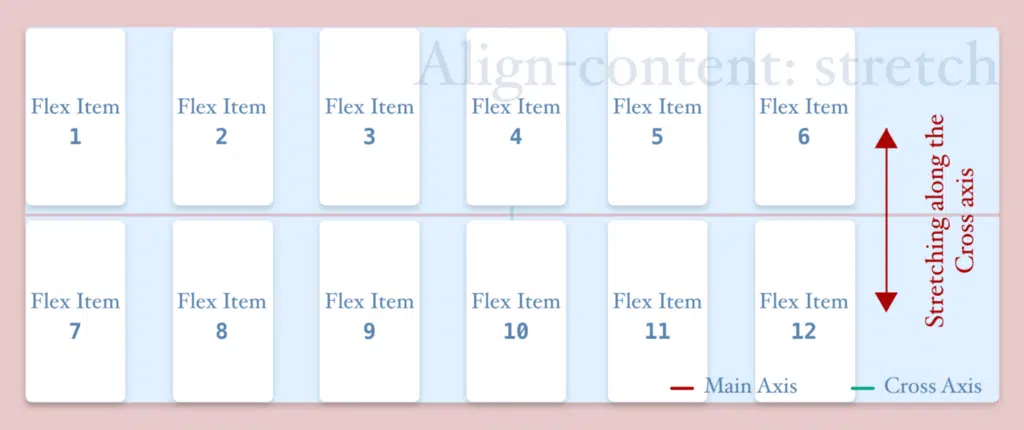 Align-content: stretch
Flex Item
1
Flex Item
2
Flex Item
3
Flex Item
4
Flex Item
5
Flex Item
6
Stretching along the
Cross axis
Flex Item
7
Flex Item
8
Flex Item
9
Flex Item
10
Flex Item
11
Flex Item
12
Main Axis
Cross Axis